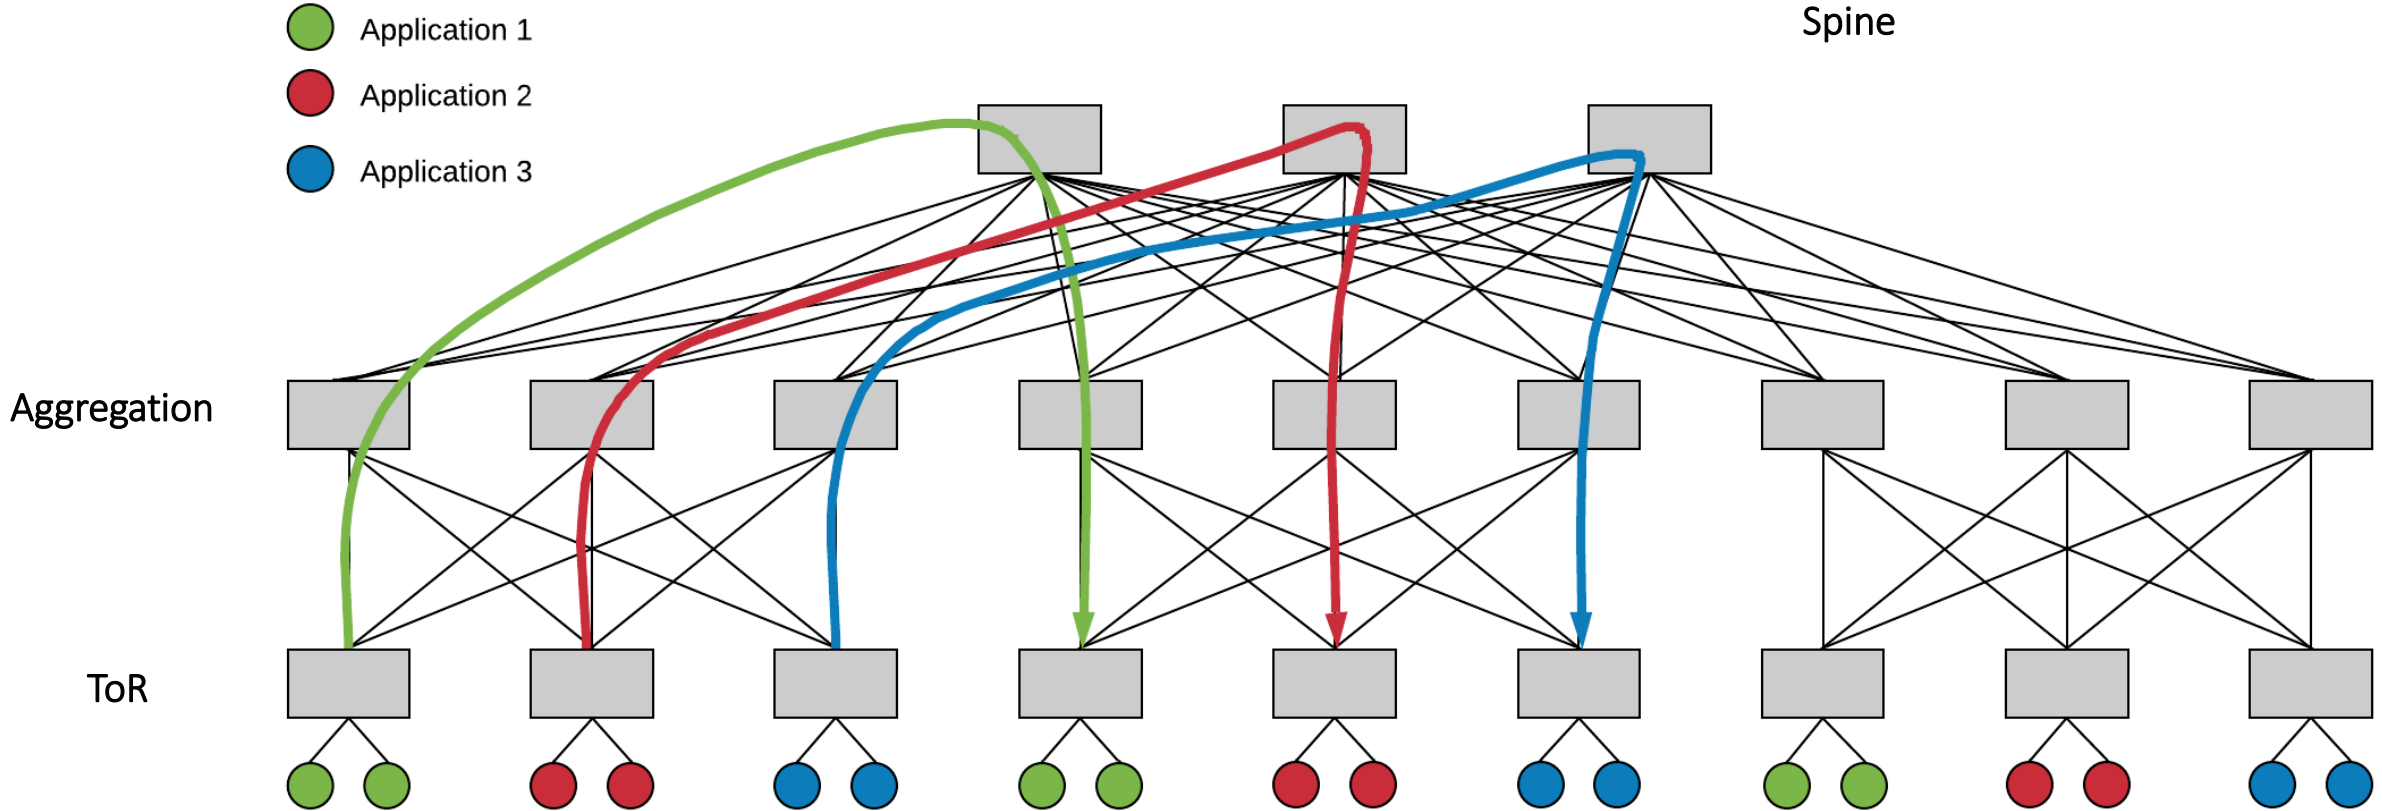 Application 1
Spine
Application 2
Application 3
Aggregation
ToR